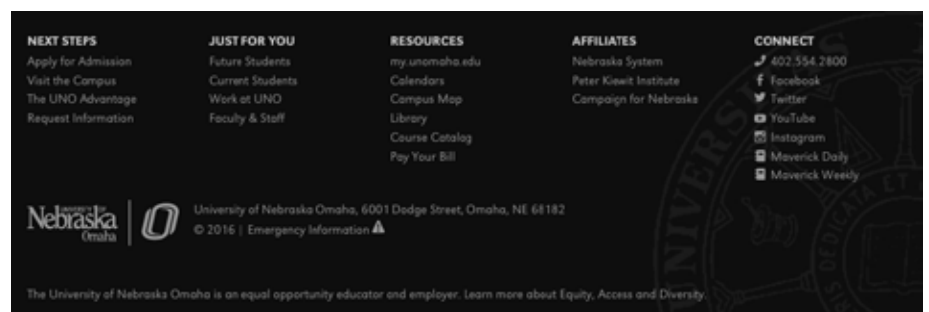 NEXT STEPS
Apply for Admission
Visit the Campus
The UNO Advantage
Request Information
JUST FOR YOU
Future Students
Current Students
Work at UNO
Faculty & Staff
RESOURCES
my.unomaha.edu
Calendars
Campus Map
Library
Course Catalog
Pay Your Bill
AFFILIATES
Nebraska System
Peter Kiewit Institute
Campaign for Nebraska
CONNECT
402.554.2800
Facebook
Twitter
YouTube
Instagram
Maverick Daily
Maverick Weekly
UNIVERSITY OF
Nebraska
Omaha
O
University of Nebraska Omaha, 6001 Dodge Street, Omaha, NE 68182
© 2016 | Emergency Information
The University of Nebraska Omaha is an equal opportunity educator and employer. Learn more about Equity, Access and Diversity.